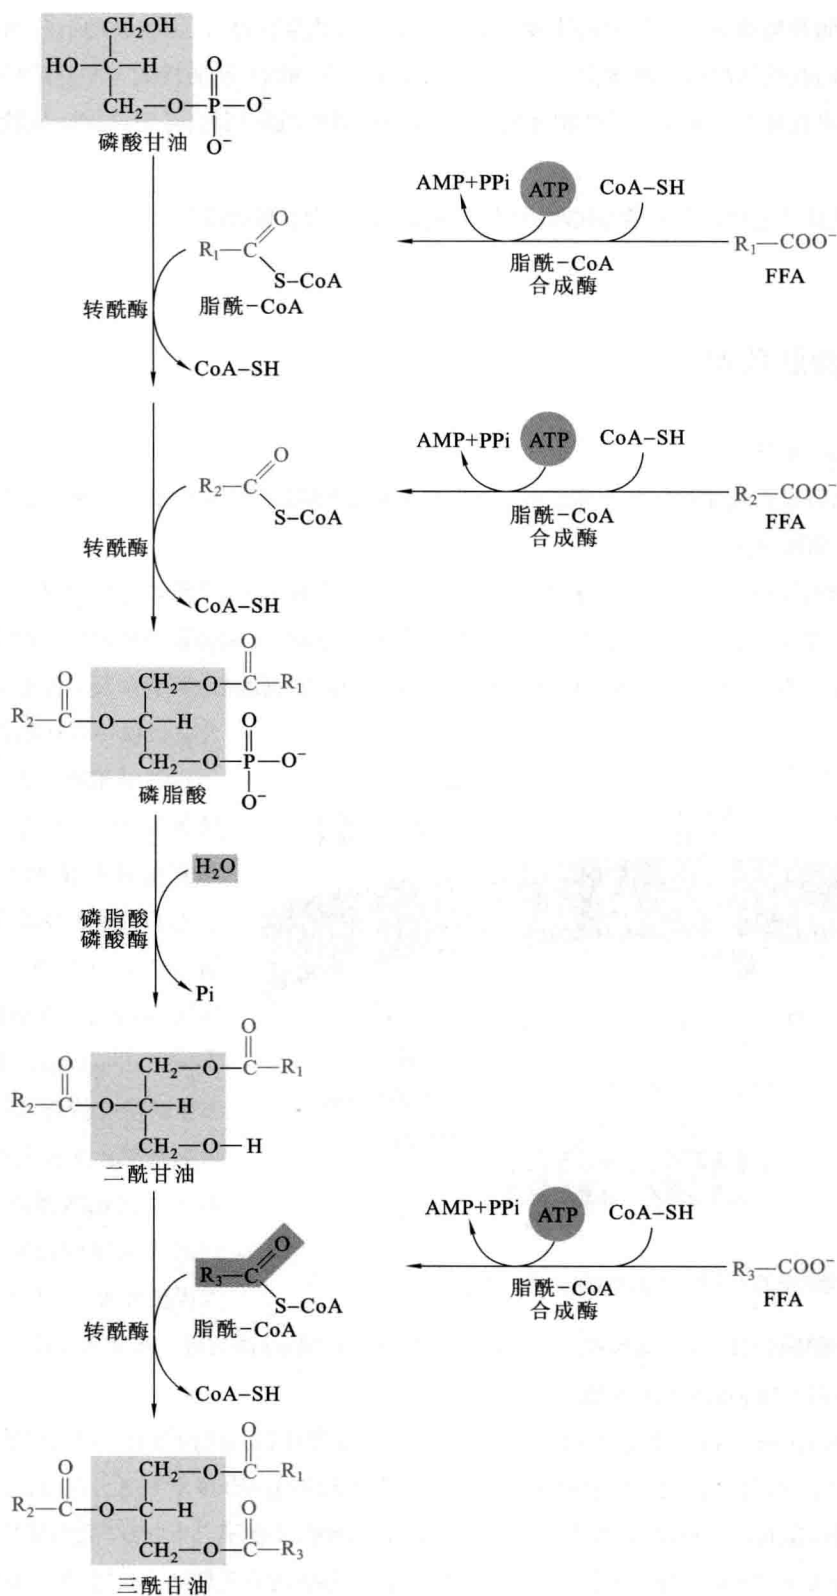 CH₂OH
HO—C—H
O
CH₂—O—P—O⁻
O⁻
磷酸甘油
AMP+PPi ATP CoA–SH
O
R₁—C
R₁—COO⁻
S–CoA
脂酰–CoA
合成酶
FFA
转酰酶
脂酰–CoA
CoA–SH
AMP+PPi ATP CoA–SH
O
R₂—C
R₂—COO⁻
S–CoA
脂酰–CoA
合成酶
FFA
转酰酶
CoA–SH
O
O CH₂—O—C—R₁
R₂—C—O—C—H O
CH₂—O—P—O⁻
O⁻
磷脂酸
H₂O
磷脂酸
磷酸酶
Pi
O
O CH₂—O—C—R₁
R₂—C—O—C—H
CH₂—O—H
二酰甘油
AMP+PPi ATP CoA–SH
O
R₃—C
R₃—COO⁻
S–CoA
脂酰–CoA
合成酶
FFA
转酰酶
脂酰–CoA
CoA–SH
O
O CH₂—O—C—R₁
R₂—C—O—C—H O
CH₂—O—C—R₃
三酰甘油